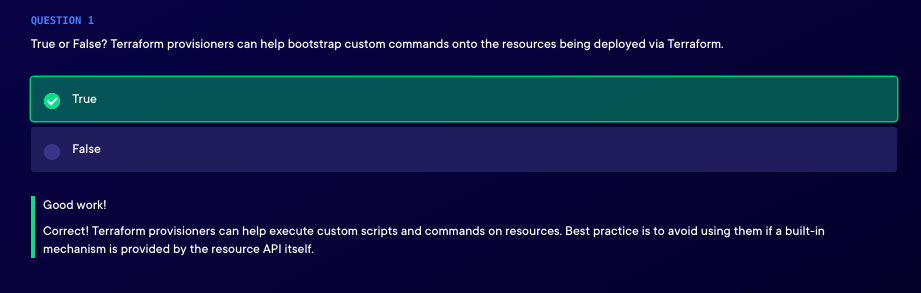 QUESTION 1
True or False? Terraform provisioners can help bootstrap custom commands onto the resources being deployed via Terraform.
True
False
Good work!
Correct! Terraform provisioners can help execute custom scripts and commands on resources. Best practice is to avoid using them if a built-in
mechanism is provided by the resource API itself.